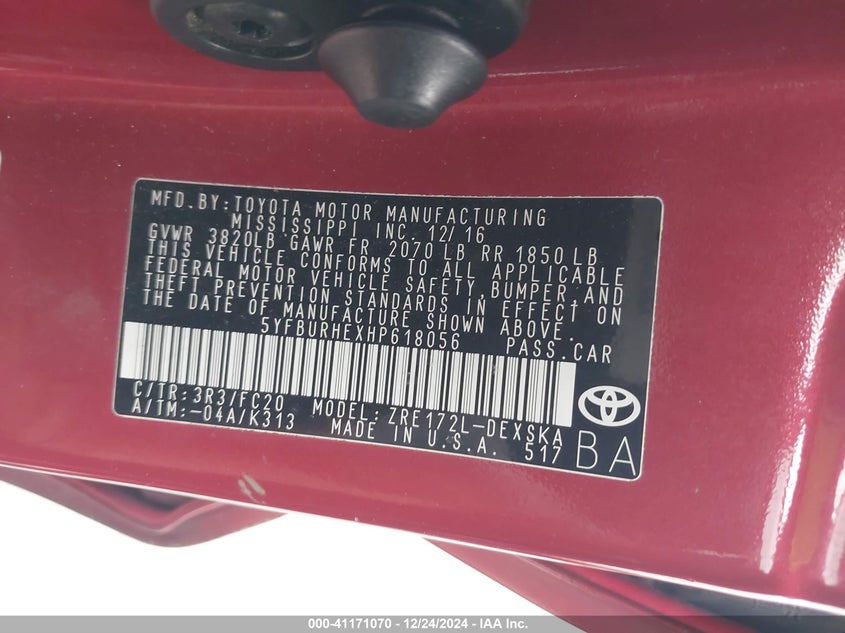 MFD. BY: TOYOTA MOTOR MANUFACTURING
MISSISSIPPI INC. 12/16
GVWR 3820LB GAWR FR 2070 LB RR 1850 LB
THIS VEHICLE CONFORMS TO ALL APPLICABLE
FEDERAL MOTOR VEHICLE SAFETY, BUMPER, AND
THEFT PREVENTION STANDARDS IN EFFECT ON
THE DATE OF MANUFACTURE SHOWN ABOVE.
5YFBURHEXHP618056 PASS. CAR
C/TR: 3R3/FC20 MODEL: ZRE172L-DEXSKA
A/TM: -04A/K313 MADE IN U.S.A. 517
BA
000-41171070 - 12/24/2024 - IAA Inc.